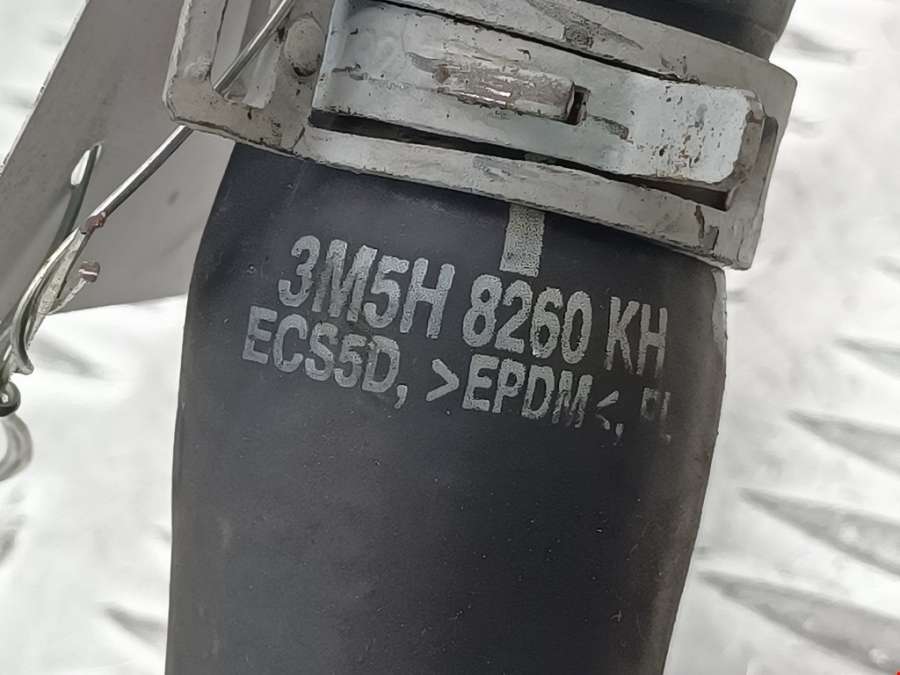 3M5H 8260 KH
ECS5D, >EPDM<,